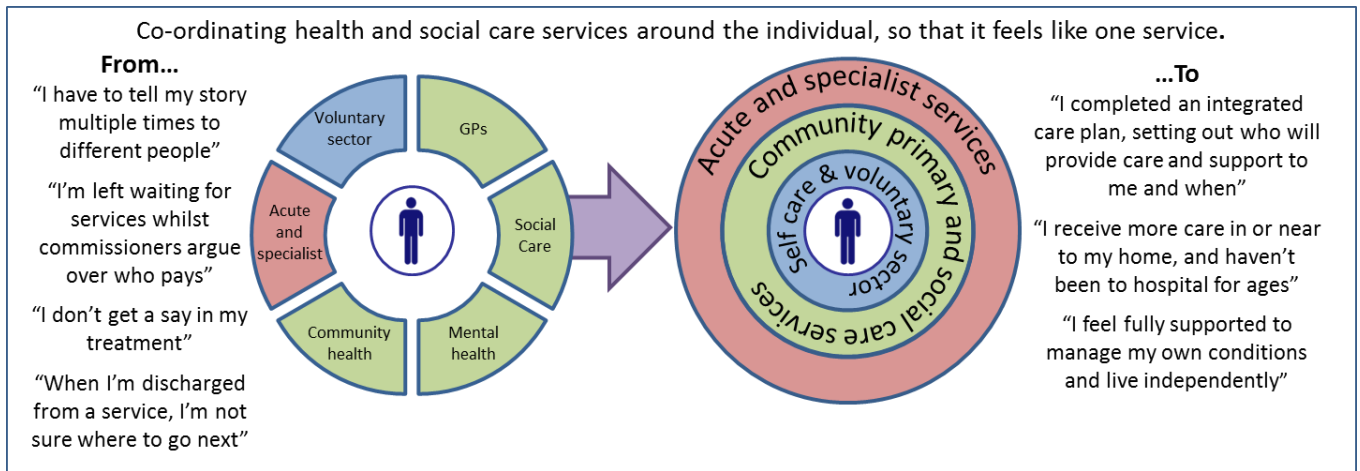 Co-ordinating health and social care services around the individual, so that it feels like one service.
From...
“I have to tell my story
multiple times to
different people”
“I’m left waiting for
services whilst
commissioners argue
over who pays”
“I don’t get a say in my
treatment”
“When I’m discharged
from a service, I’m not
sure where to go next”
Voluntary
sector
GPs
Acute
and
specialist
Social
Care
Community
health
Mental
health
Acute and specialist services
Community primary and social care services
Self care & voluntary sector
...To
“I completed an integrated
care plan, setting out who will
provide care and support to
me and when”
“I receive more care in or near
to my home, and haven’t
been to hospital for ages”
“I feel fully supported to
manage my own conditions
and live independently”